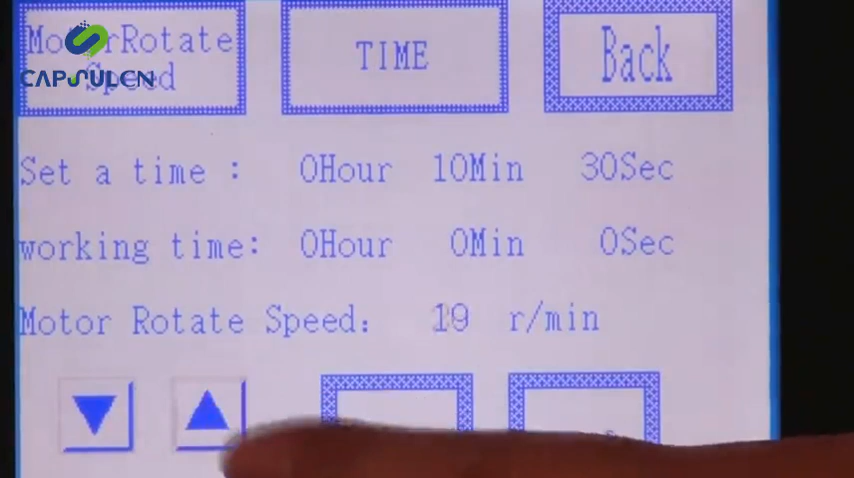 MotorRotate
Speed
CAPSULCN
TIME
Back
Set a time : 0Hour 10Min 30Sec
working time: 0Hour 0Min 0Sec
Motor Rotate Speed: r/min